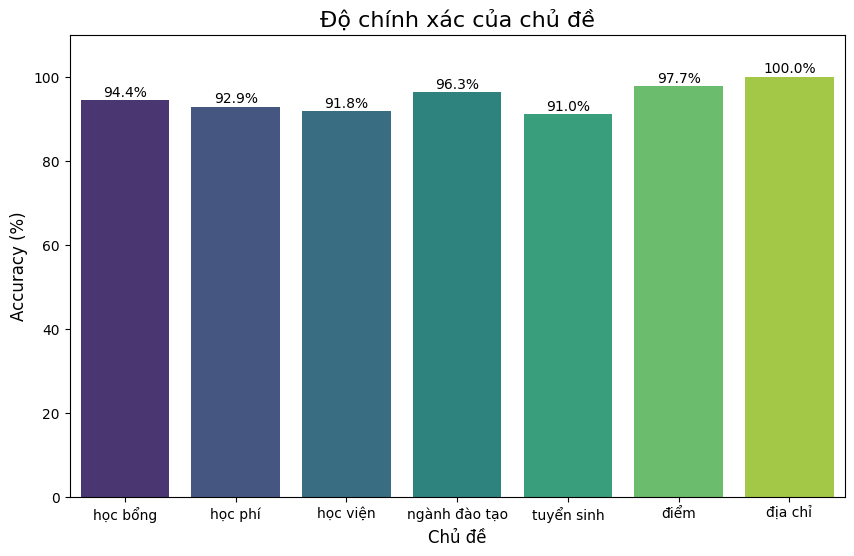 Độ chính xác của chủ đề
Accuracy (%)
100
80
60
40
20
0
94.4%
92.9%
91.8%
96.3%
91.0%
97.7%
100.0%
học bổng
học phí
học viện
ngành đào tạo
tuyển sinh
điểm
địa chỉ
Chủ đề